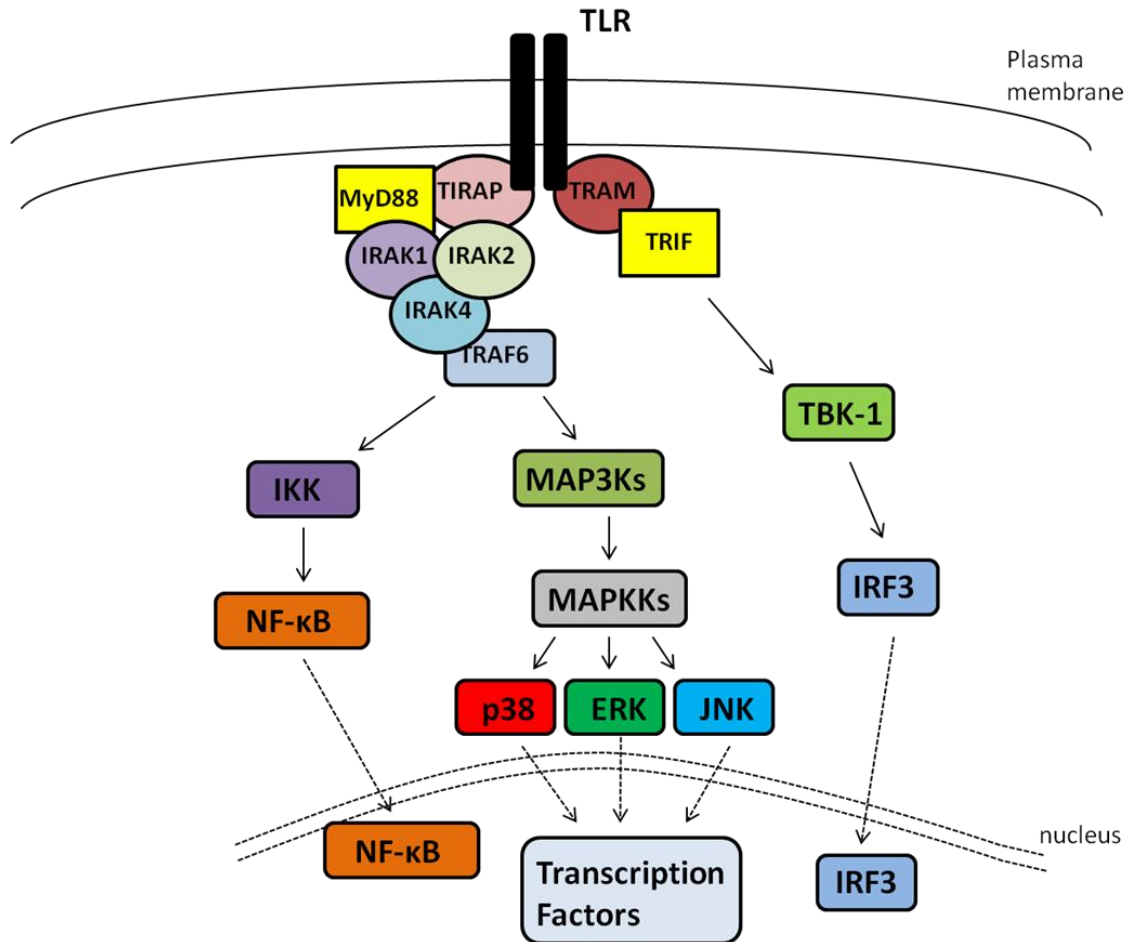 TLR
Plasma
membrane
MyD88
TIRAP
TRAM
TRIF
IRAK1
IRAK2
IRAK4
TRAF6
TBK-1
IKK
MAP3Ks
NF-κB
MAPKKs
IRF3
p38
ERK
JNK
nucleus
NF-κB
Transcription
Factors
IRF3